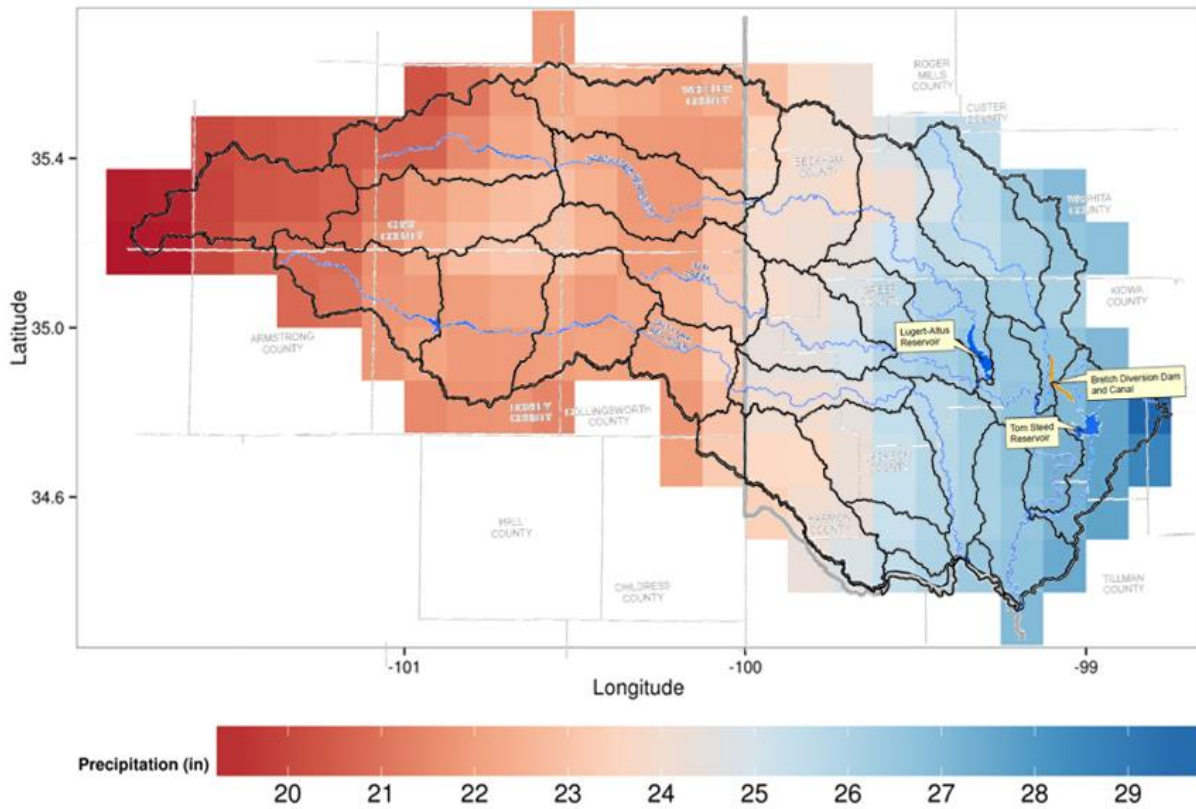 ROGER
MILLS
COUNTY
CUSTER
COUNTY
35.4
BECKHAM
COUNTY
WASHITA
COUNTY
GREER
COUNTY
KIOWA
COUNTY
35.0
Latitude
ARMSTRONG
COUNTY
Lugert-Altus
Reservoir
Bretch Diversion Dam
and Canal
COLLINGSWORTH
COUNTY
Tom Steed
Reservoir
JACKSON
COUNTY
34.6
HALL
COUNTY
HARMON
COUNTY
CHILDRESS
COUNTY
TILLMAN
COUNTY
-101
-100
-99
Longitude
Precipitation (in)
20 21 22 23 24 25 26 27 28 29